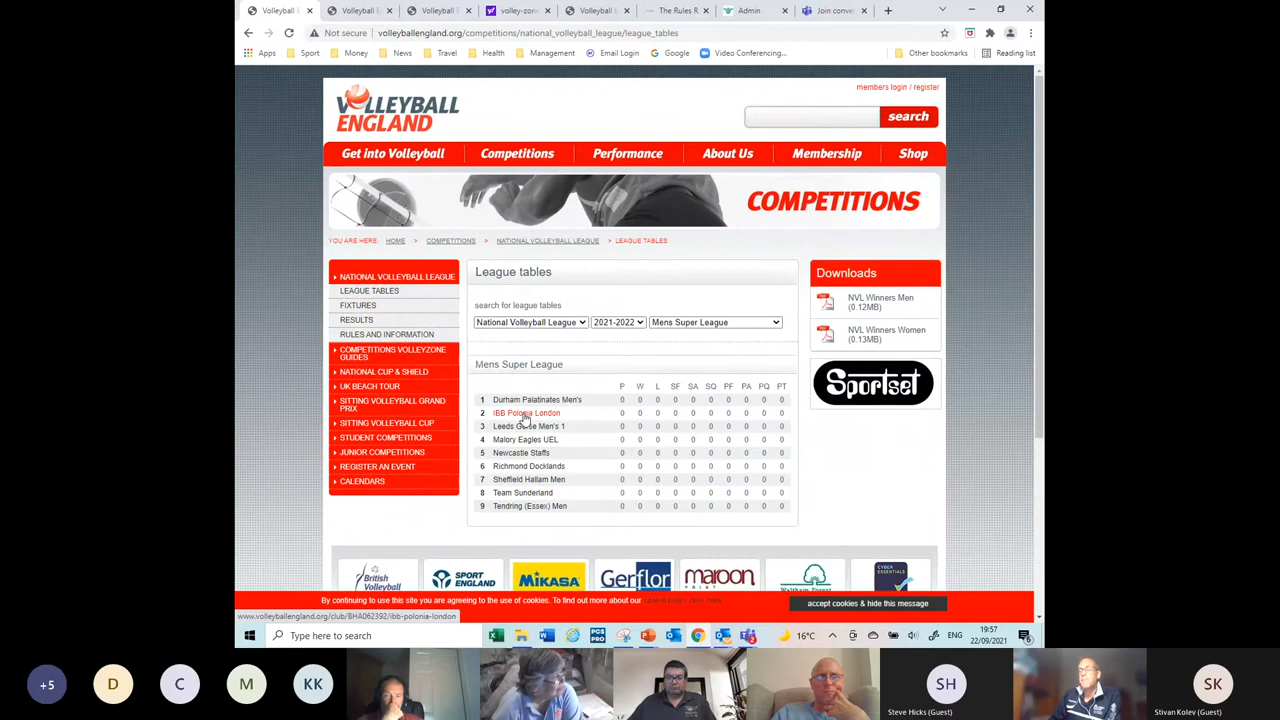 Volleyball E
Volleyball E
Volleyball E
volley-zon
Volleyball E
The Rules R
Admin
Join conve
Not secure
volleyballengland.org/competitions/national_volleyball_league/league_tables
Apps
Sport
Money
News
Travel
Health
Management
Email Login
Google
Video Conferencing...
Other bookmarks
Reading list
VOLLEYBALL
ENGLAND
members login / register
search
Get into Volleyball
Competitions
Performance
About Us
Membership
Shop
COMPETITIONS
YOU ARE HERE: HOME > COMPETITIONS > NATIONAL VOLLEYBALL LEAGUE > LEAGUE TABLES
NATIONAL VOLLEYBALL LEAGUE
LEAGUE TABLES
FIXTURES
RESULTS
RULES AND INFORMATION
COMPETITIONS VOLLEYZONE
GUIDES
NATIONAL CUP & SHIELD
UK BEACH TOUR
SITTING VOLLEYBALL GRAND
PRIX
SITTING VOLLEYBALL CUP
STUDENT COMPETITIONS
JUNIOR COMPETITIONS
REGISTER AN EVENT
CALENDARS
League tables
search for league tables
National Volleyball League 2021-2022 Mens Super League
Mens Super League
P W L SF SA SQ PF PA PQ PT
1 Durham Palatinates Men's 0 0 0 0 0 0 0 0 0 0
2 IBB Polonia London 0 0 0 0 0 0 0 0 0 0
3 Leeds Gorse Men's 1 0 0 0 0 0 0 0 0 0 0
4 Malory Eagles UEL 0 0 0 0 0 0 0 0 0 0
5 Newcastle Staffs 0 0 0 0 0 0 0 0 0 0
6 Richmond Docklands 0 0 0 0 0 0 0 0 0 0
7 Sheffield Hallam Men 0 0 0 0 0 0 0 0 0 0
8 Team Sunderland 0 0 0 0 0 0 0 0 0 0
9 Tendring (Essex) Men 0 0 0 0 0 0 0 0 0 0
Downloads
NVL Winners Men
(0.12MB)
NVL Winners Women
(0.13MB)
Sportset
British
Volleyball
SPORT
ENGLAND
MIKASA
Gerflor
maroon
PRINT
Waltham Forest
CYBER
ESSENTIALS
By continuing to use this site you are agreeing to the use of cookies. To find out more about our
accept cookies & hide this message
www.volleyballengland.org/club/BHA062392/ibb-polonia-london
Type here to search
PCS
PRO
16°C
ENG
19:57
22/09/2021
+5
D
C
M
KK
SH
Steve Hicks (Guest)
SK
Stivan Kolev (Guest)